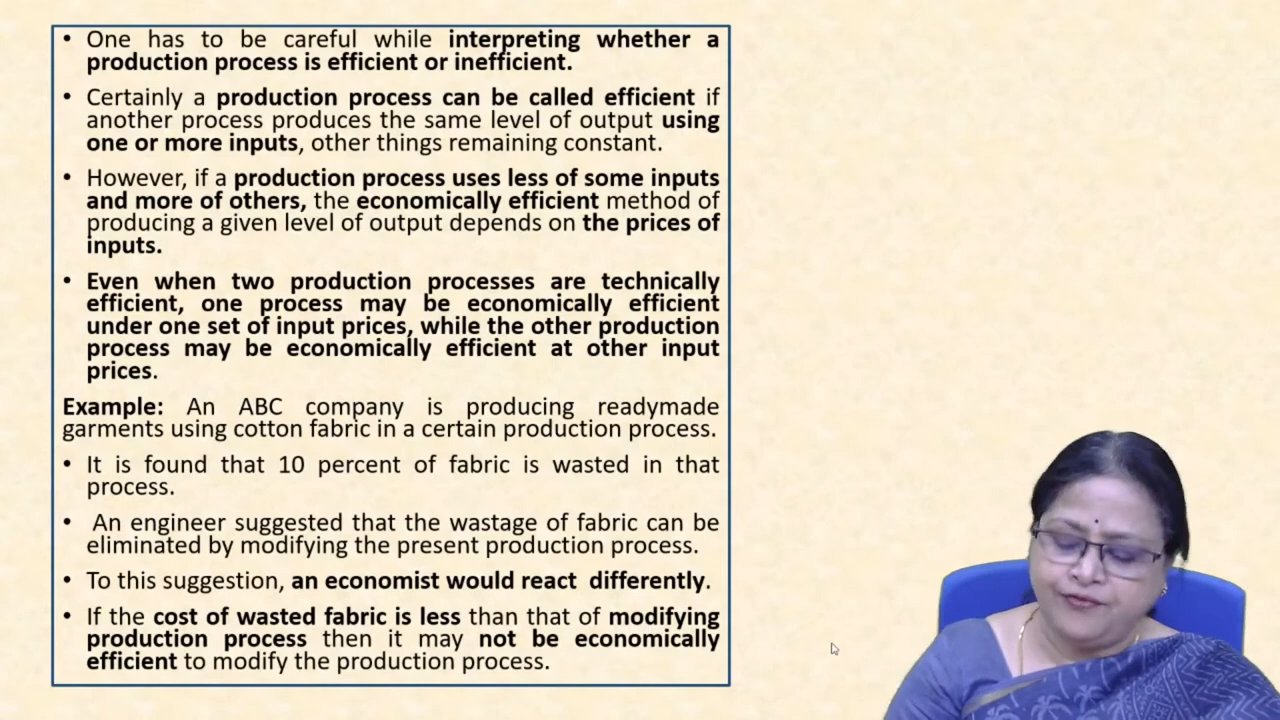 • One has to be careful while interpreting whether a
production process is efficient or inefficient.
• Certainly a production process can be called efficient if
another process produces the same level of output using
one or more inputs, other things remaining constant.
• However, if a production process uses less of some inputs
and more of others, the economically efficient method of
producing a given level of output depends on the prices of
inputs.
• Even when two production processes are technically
efficient, one process may be economically efficient
under one set of input prices, while the other production
process may be economically efficient at other input
prices.
Example: An ABC company is producing readymade
garments using cotton fabric in a certain production process.
• It is found that 10 percent of fabric is wasted in that
process.
• An engineer suggested that the wastage of fabric can be
eliminated by modifying the present production process.
• To this suggestion, an economist would react differently.
• If the cost of wasted fabric is less than that of modifying
production process then it may not be economically
efficient to modify the production process.